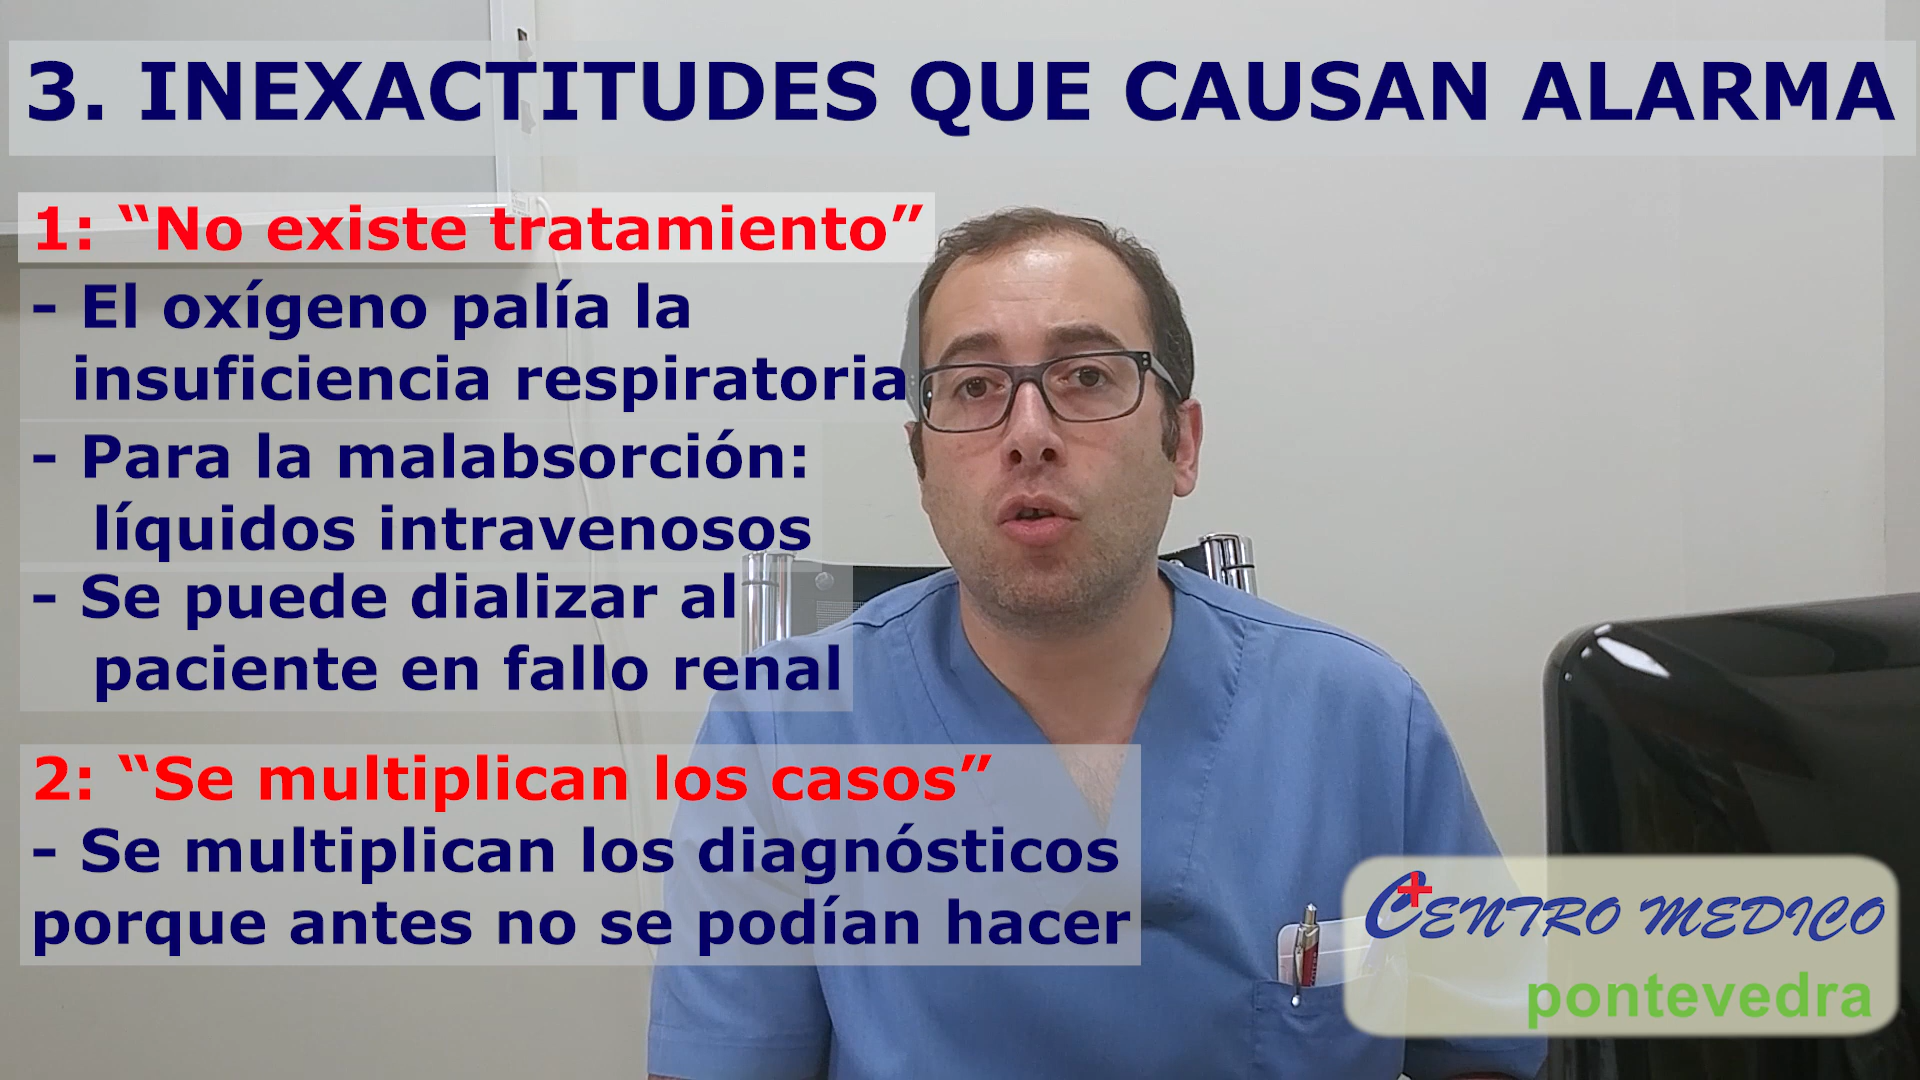 3. INEXACTITUDES QUE CAUSAN ALARMA
1: “No existe tratamiento”
- El oxígeno palía la
insuficiencia respiratoria
- Para la malabsorción:
líquidos intravenosos
- Se puede dializar al
paciente en fallo renal
2: “Se multiplican los casos”
- Se multiplican los diagnósticos
porque antes no se podían hacer
CENTRO MEDICO
pontevedra